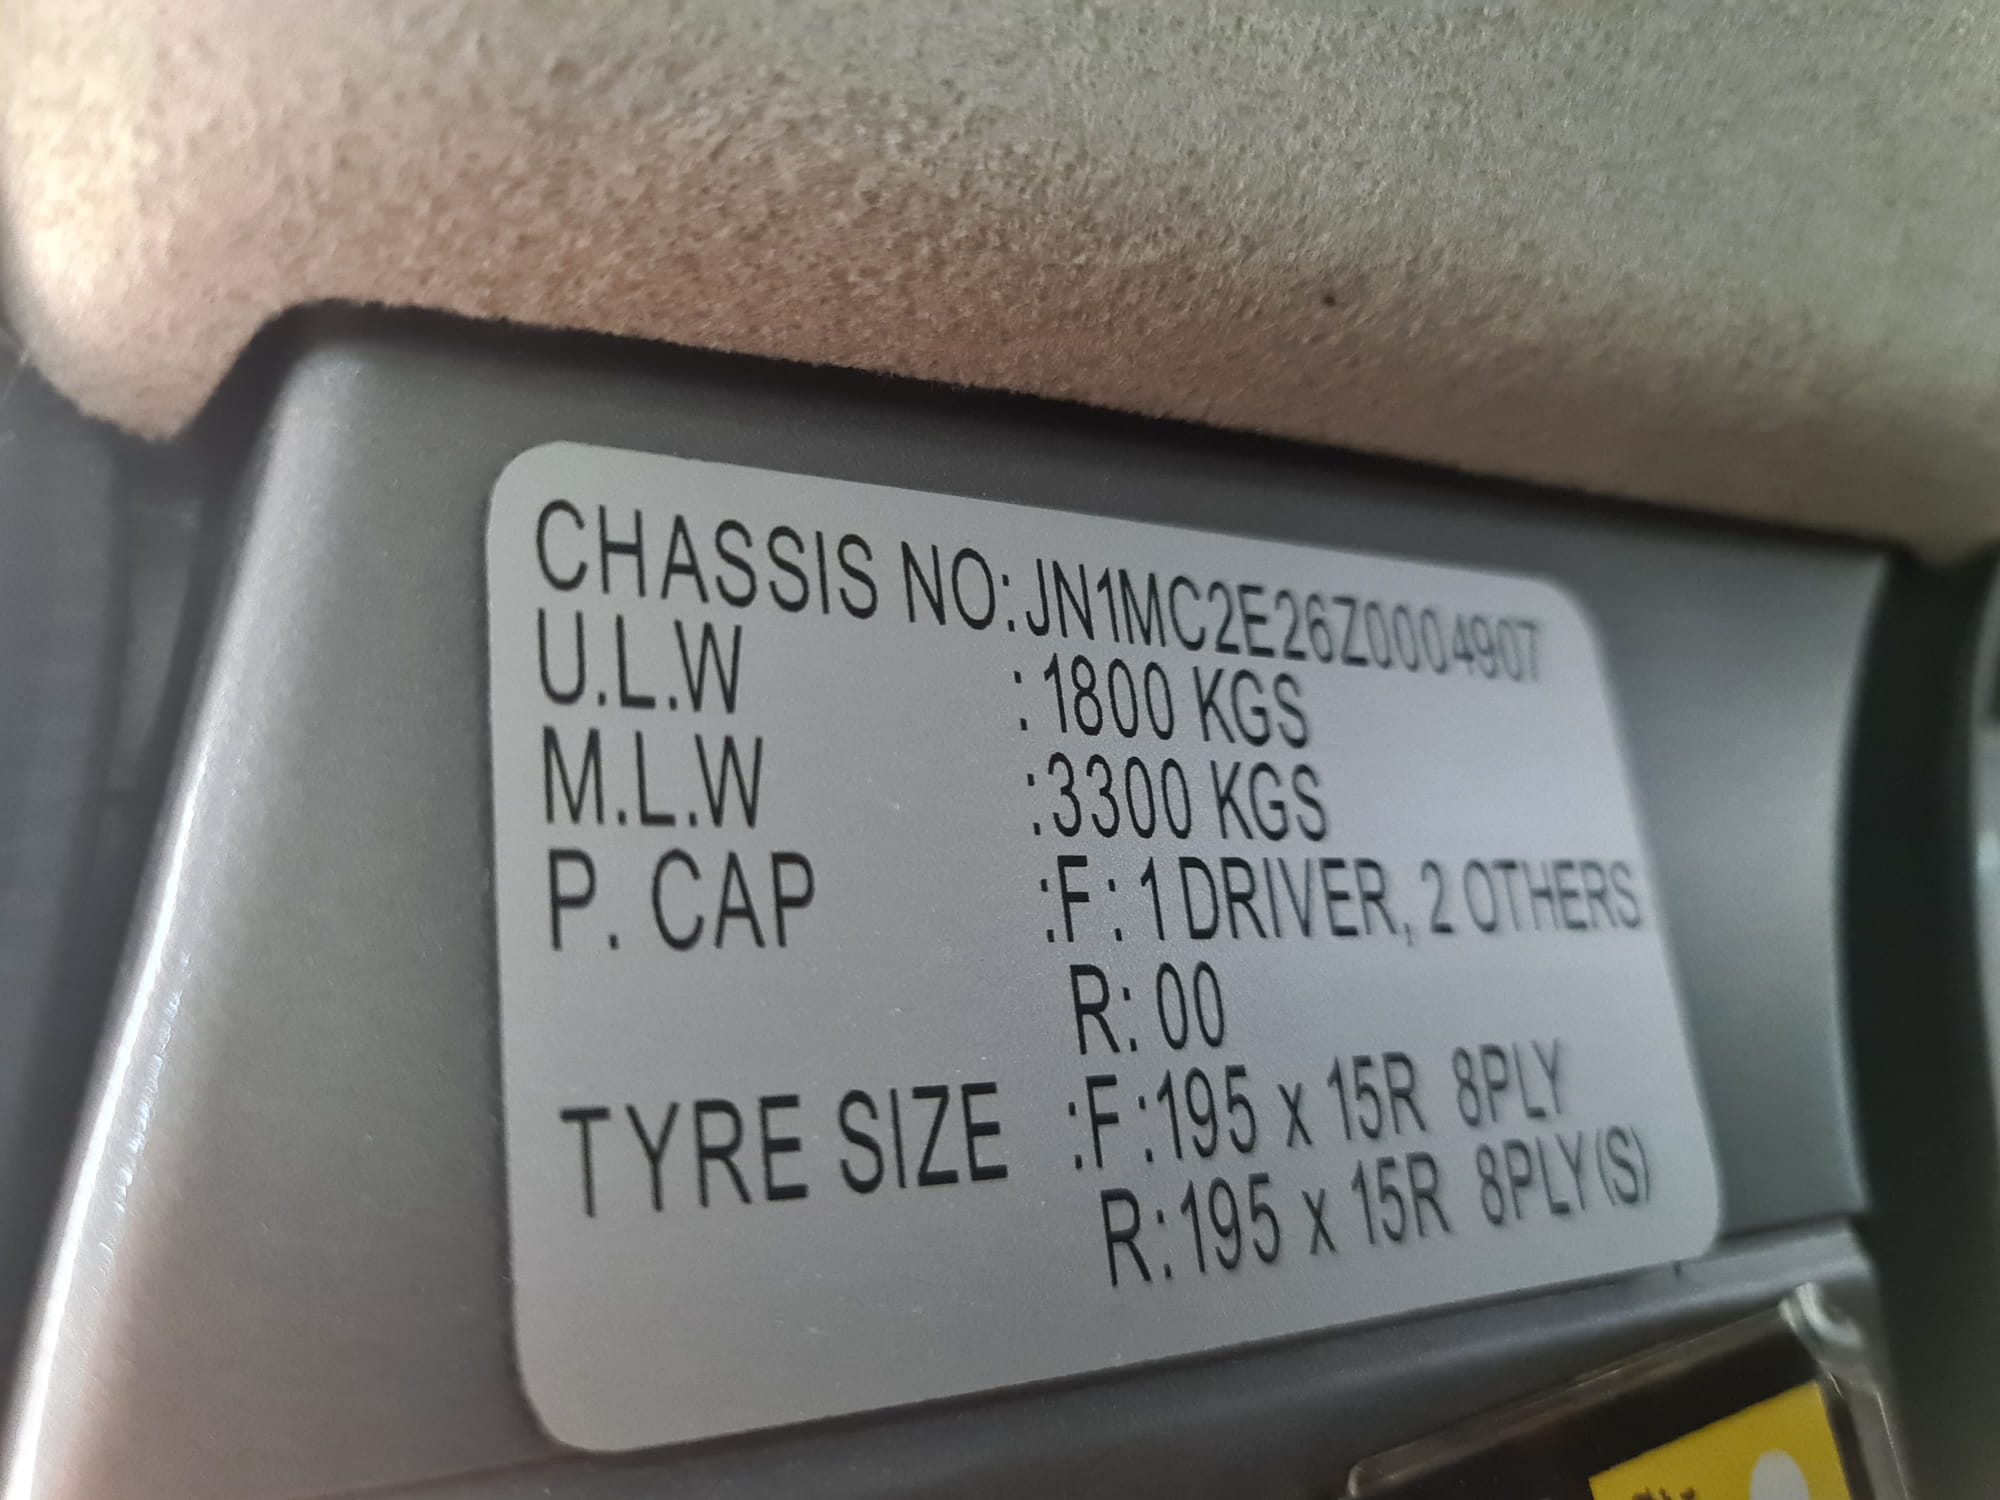 CHASSIS NO: JN1MC2E26Z0004907
U.L.W : 1800 KGS
M.L.W : 3300 KGS
P. CAP : F : 1 DRIVER, 2 OTHERS
R: 00
TYRE SIZE : F : 195 x 15R 8PLY
R: 195 x 15R 8PLY (S)